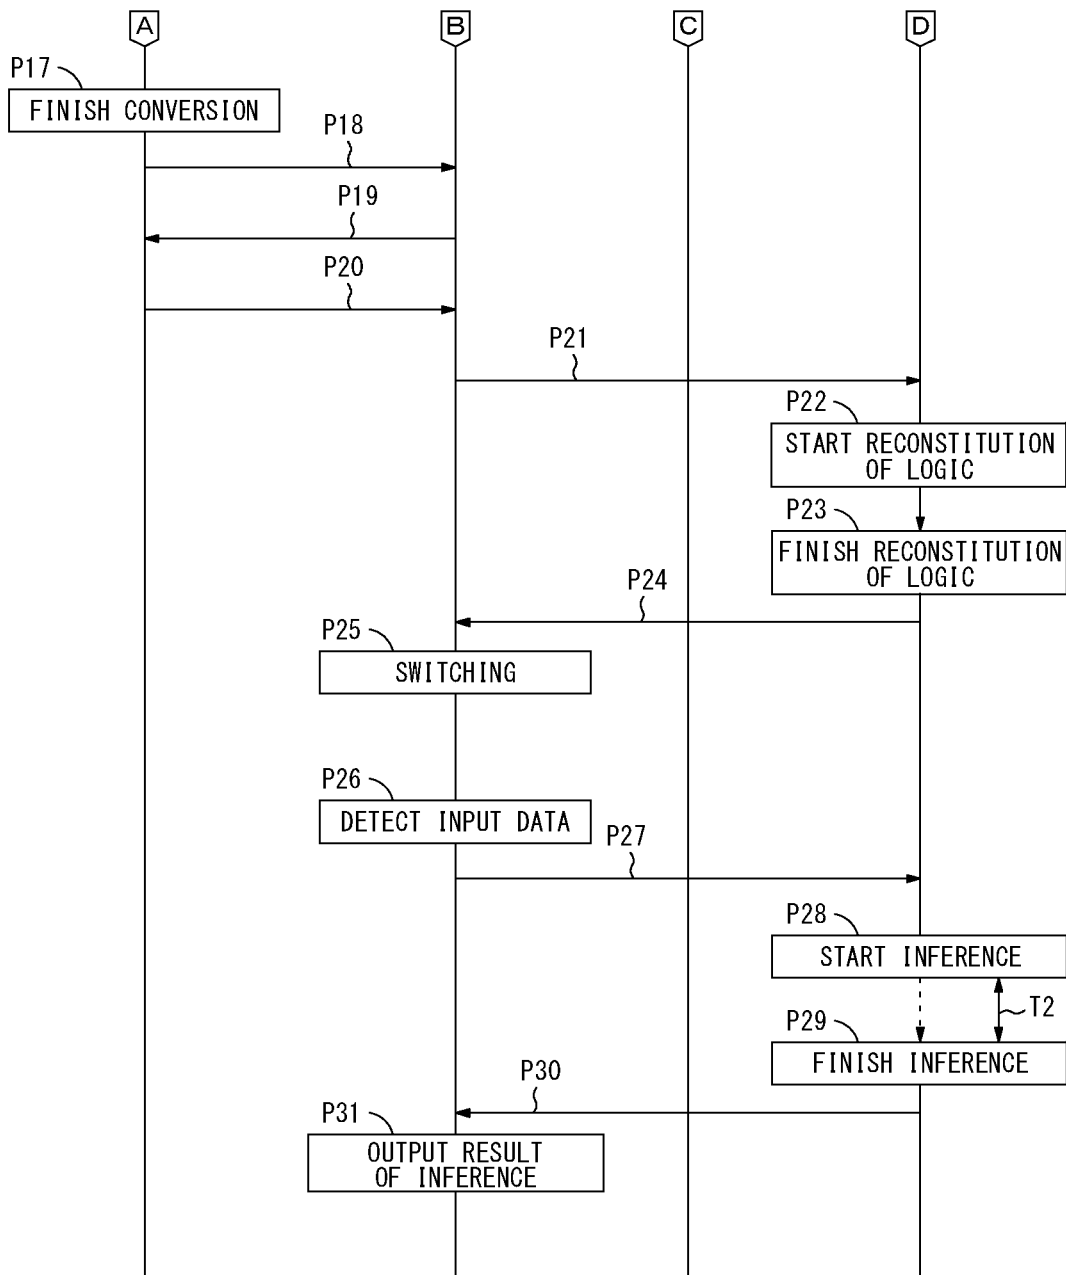 A B C D
P17
FINISH CONVERSION
P18
P19
P20
P21
P22
START RECONSTITUTION
OF LOGIC
P23
FINISH RECONSTITUTION
OF LOGIC
P24
P25
SWITCHING
P26
DETECT INPUT DATA
P27
P28
START INFERENCE
T2
P29
FINISH INFERENCE
P30
P31
OUTPUT RESULT
OF INFERENCE